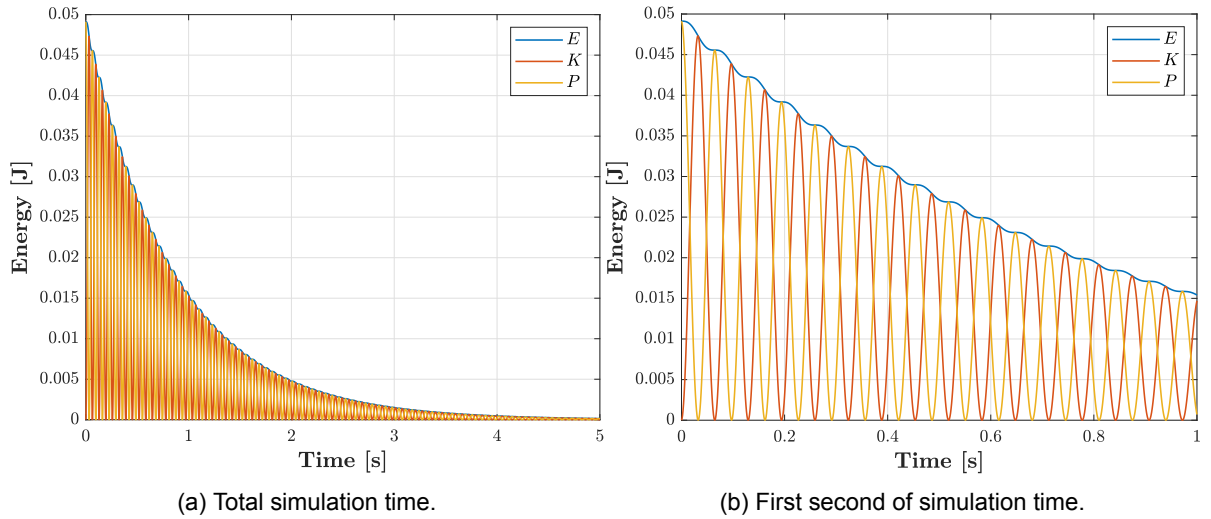 0.05
0.045
0.04
0.035
0.03
0.025
0.02
0.015
0.01
0.005
0
0 1 2 3 4 5
Energy [J]
Time [s]
E
K
P
(a) Total simulation time.
0.05
0.045
0.04
0.035
0.03
0.025
0.02
0.015
0.01
0.005
0
0 0.2 0.4 0.6 0.8 1
Energy [J]
Time [s]
E
K
P
(b) First second of simulation time.